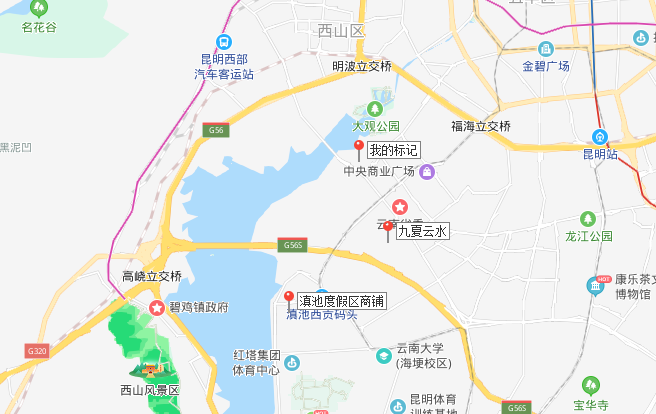 名花谷
西山区
昆明西部
汽车客运站
明波立交桥
金碧广场
G56
大观公园
福海立交桥
黑泥凹
我的标记
昆明站
中央商业广场
九夏云水
龙江公园
G56S
高峣立交桥
HOT
康乐茶文
博物馆
滇池度假区商铺
碧鸡镇政府
滇池西贡码头
G320
红塔集团
体育中心
云南大学
(海埂校区)
西山风景区
昆明体育
训练基地
G56S
宝华寺